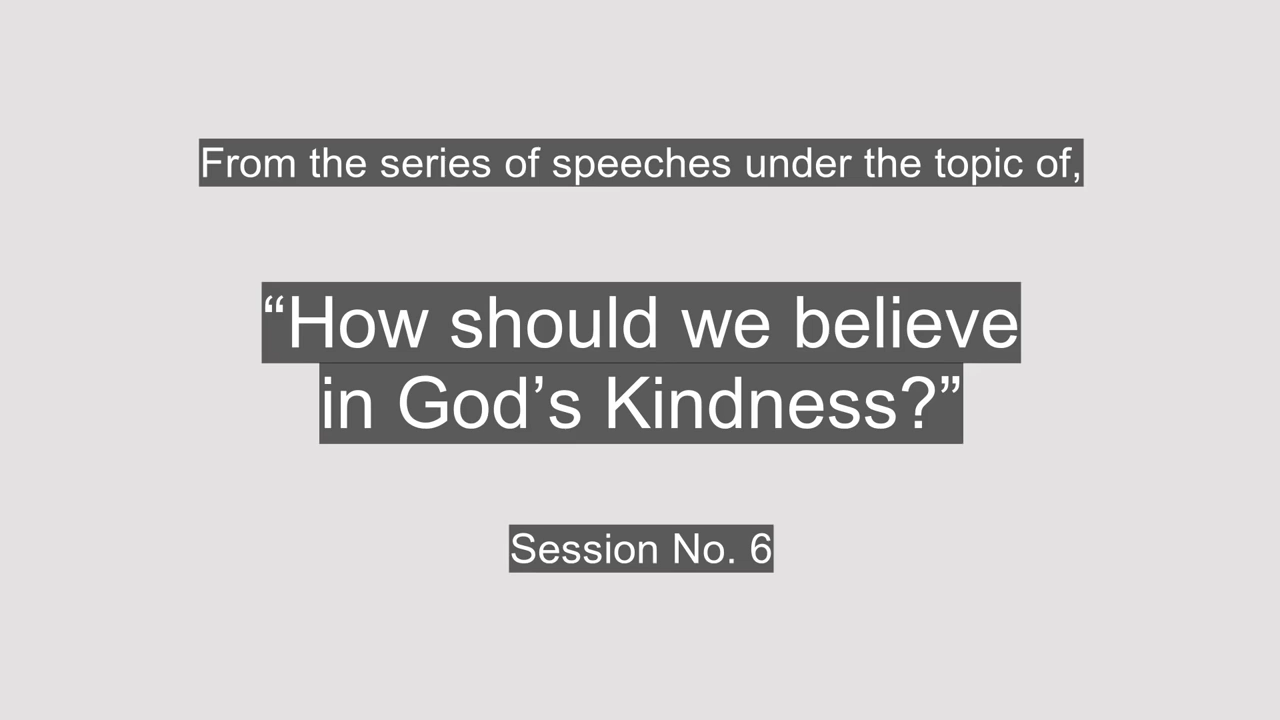 From the series of speeches under the topic of,
“How should we believe
in God’s Kindness?”
Session No. 6